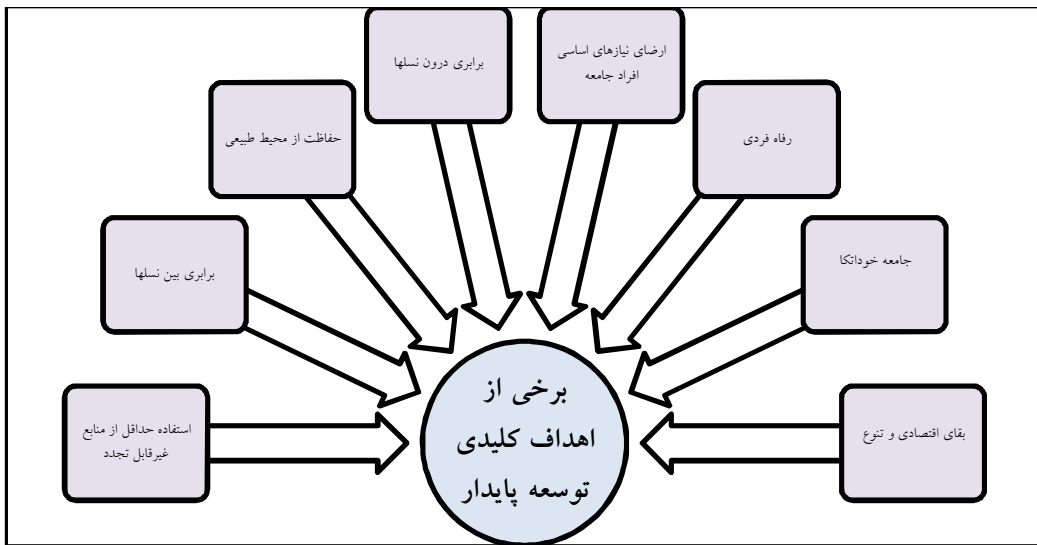 ارضای نیازهای اساسی
افراد جامعه
برابری درون نسلها
رفاه فردی
حفاظت از محیط طبیعی
جامعه خوداتکا
برابری بین نسلها
بقای اقتصادی و تنوع
استفاده حداقل از منابع
غیرقابل تجدد
برخی از
اهداف کلیدی
توسعه پایدار